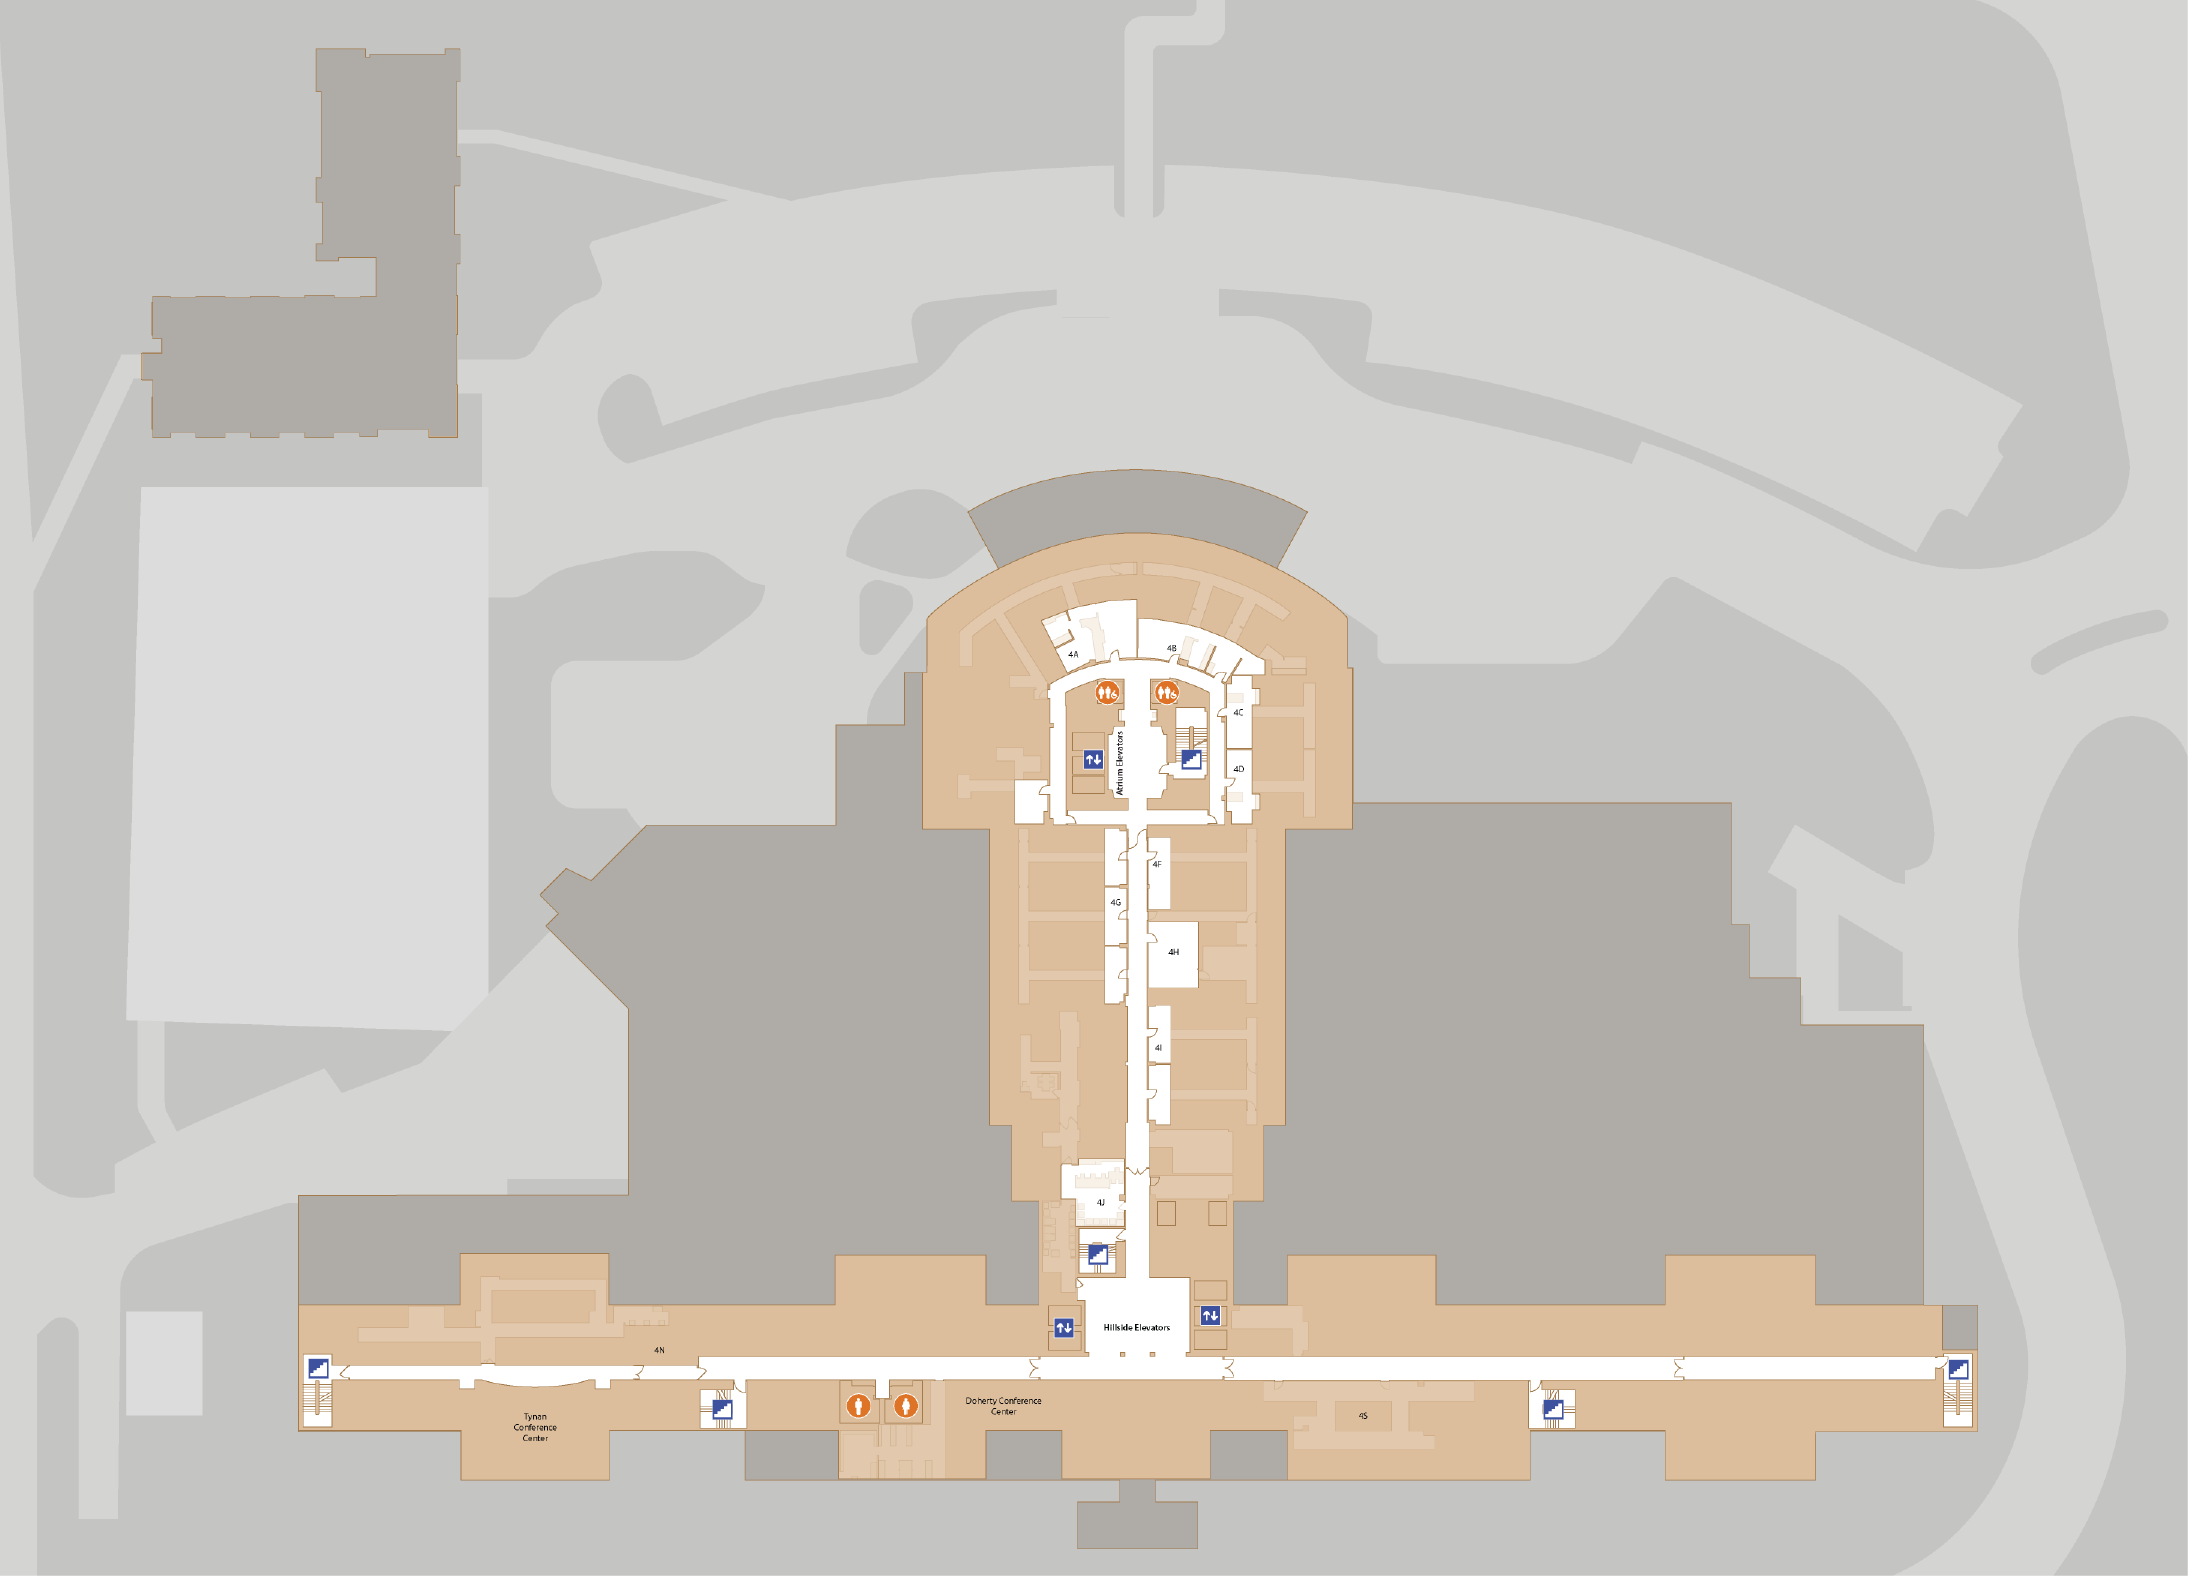 4A
4B
4C
Atrium Elevators
4D
4F
4G
4H
4I
4J
Hillside Elevators
4N
Doherty Conference
Center
Tynan
Conference
Center
4S